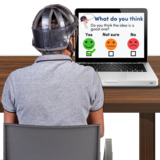 What do you think
Do you think the idea is a
good one?
Yes Not sure No